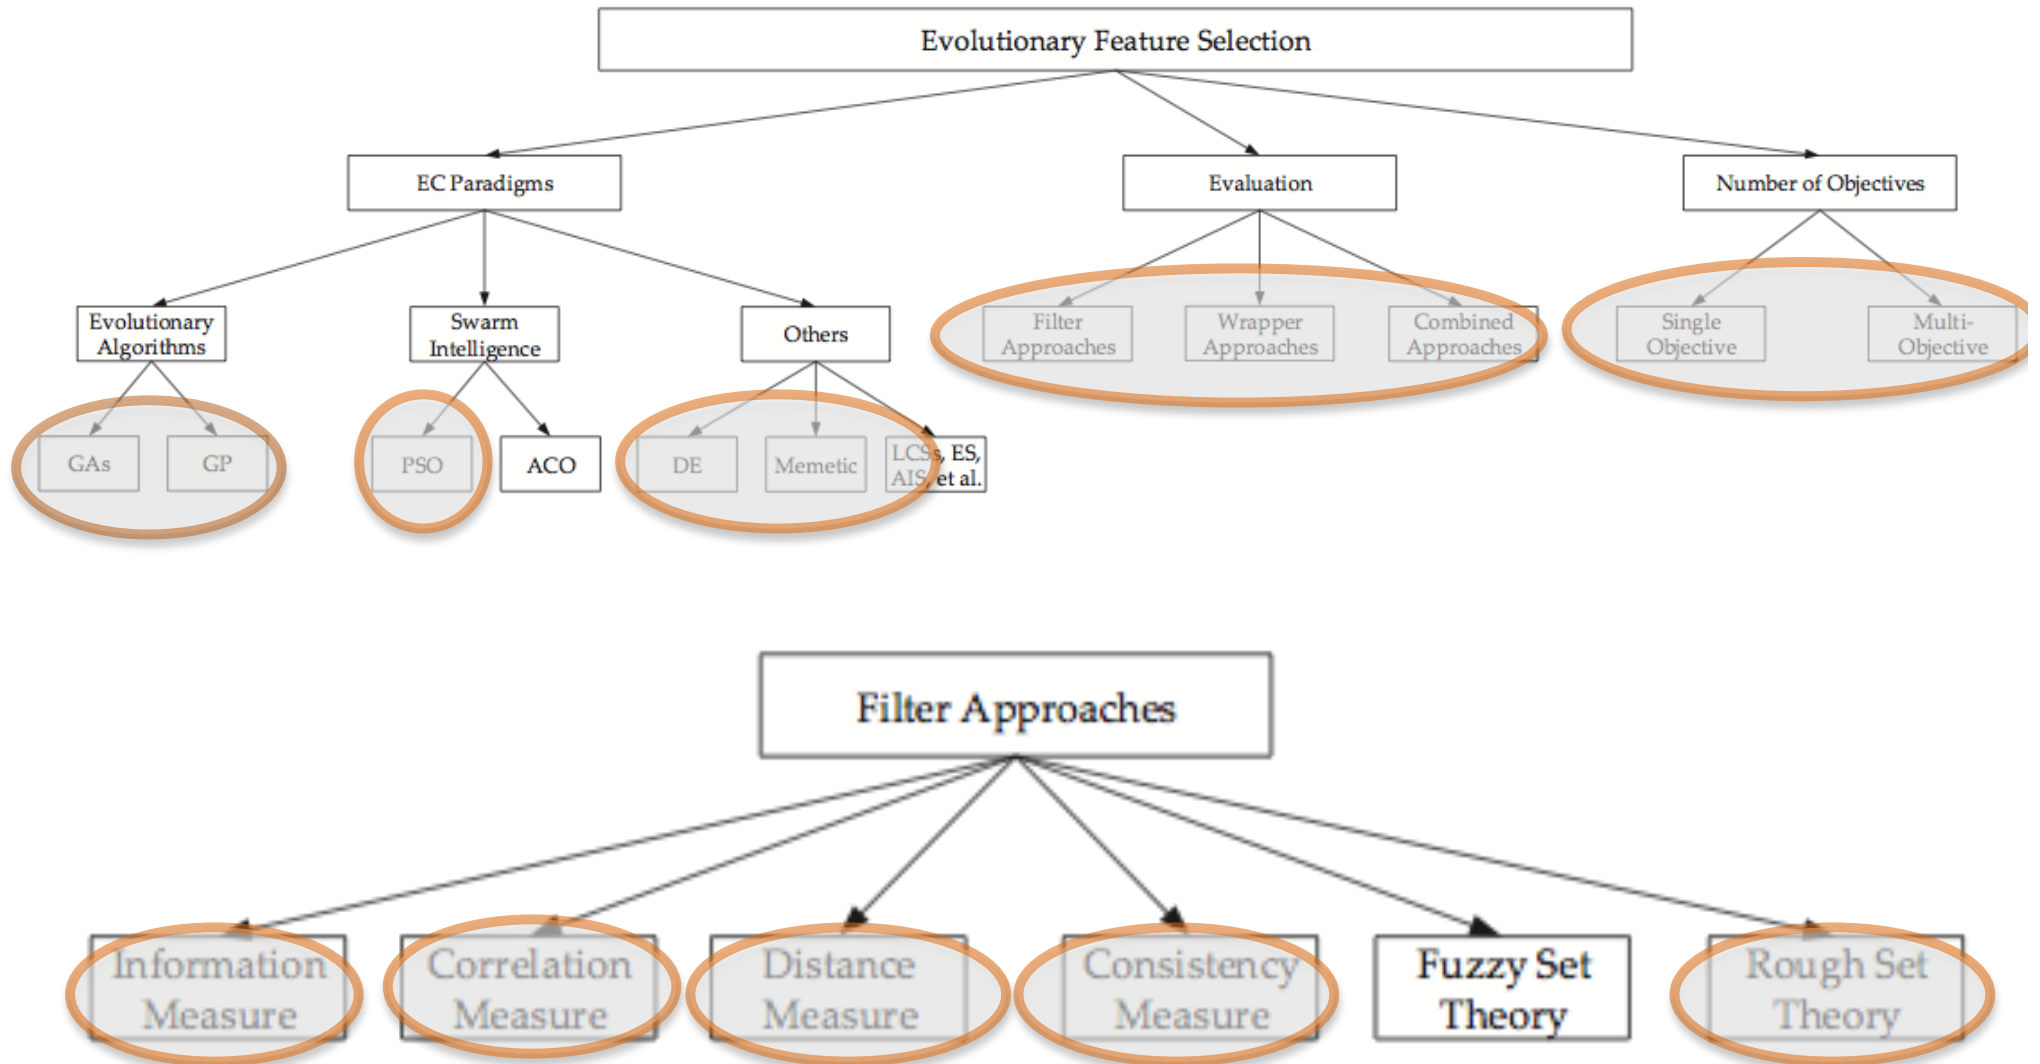 Evolutionary Feature Selection
EC Paradigms
Evaluation
Number of Objectives
Evolutionary
Algorithms
Swarm
Intelligence
Others
Filter
Approaches
Wrapper
Approaches
Combined
Approaches
Single
Objective
Multi-
Objective
GAs
GP
PSO
ACO
DE
Memetic
LCSs, ES,
AIS, et al.
Filter Approaches
Information
Measure
Correlation
Measure
Distance
Measure
Consistency
Measure
Fuzzy Set
Theory
Rough Set
Theory